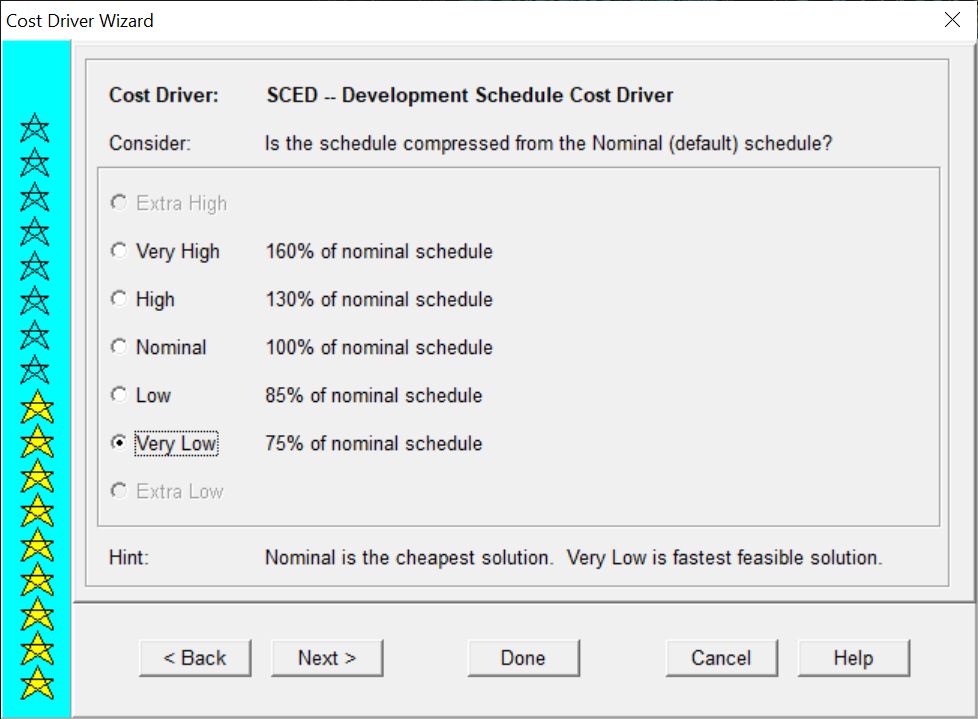 Cost Driver Wizard
Cost Driver: SCED -- Development Schedule Cost Driver
Consider: Is the schedule compressed from the Nominal (default) schedule?
Extra High
Very High 160% of nominal schedule
High 130% of nominal schedule
Nominal 100% of nominal schedule
Low 85% of nominal schedule
Very Low 75% of nominal schedule
Extra Low
Hint: Nominal is the cheapest solution.  Very Low is fastest feasible solution.
< Back Next > Done Cancel Help